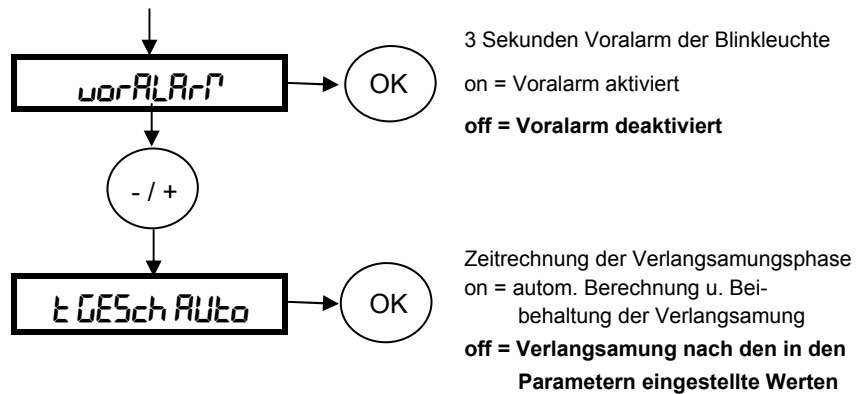 3 Sekunden Voralarm der Blinkleuchte
vorALArM
OK
on = Voralarm aktiviert
off = Voralarm deaktiviert
- / +
Zeitrechnung der Verlangsamungsphase
t GESch AUto
OK
on = autom. Berechnung u. Bei-
behaltung der Verlangsamung
off = Verlangsamung nach den in den
Parametern eingestellte Werten